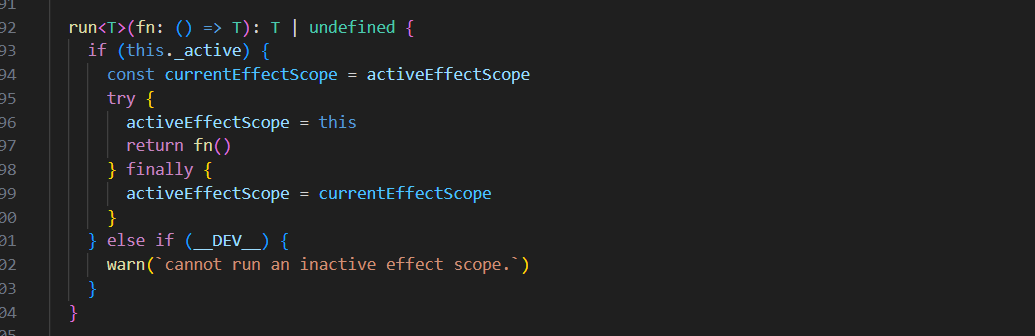 91
92 run<T>(fn: () => T): T | undefined {
93 if (this._active) {
94 const currentEffectScope = activeEffectScope
95 try {
96 activeEffectScope = this
97 return fn()
98 } finally {
99 activeEffectScope = currentEffectScope
00 }
01 } else if (__DEV__) {
02 warn(`cannot run an inactive effect scope.`)
03 }
04 }
05